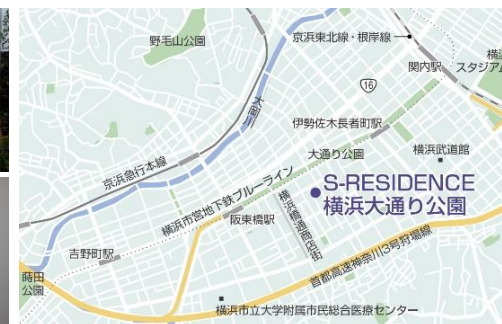 野毛山公園
京浜東北線・根岸線
関内駅
スタジアム
16
大岡川
伊勢佐木長者町駅
大通り公園
横浜武道館
京浜急行本線
横浜市営地下鉄ブルーライン
S-RESIDENCE
横浜大通り公園
阪東橋駅
横浜橋通商店街
吉野町駅
首都高速神奈川3号狩場線
蒔田
公園
横浜市立大学附属市民総合医療センター